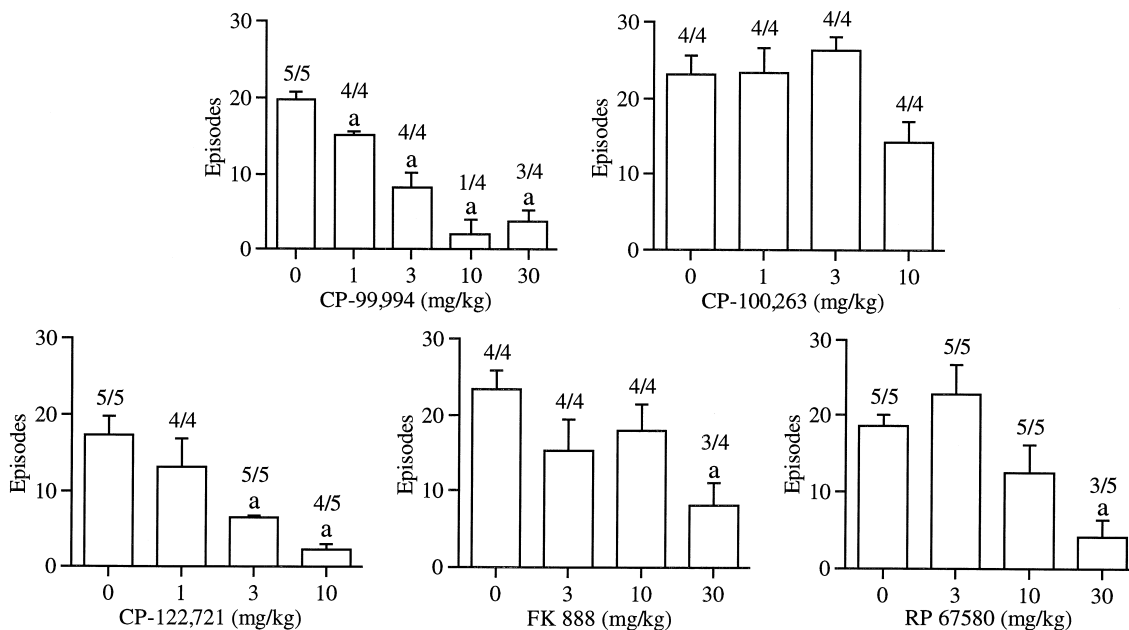 30
20
10
0
Episodes
5/5
4/4
a
4/4
a
1/4
a
3/4
a
0 1 3 10 30
CP-99,994 (mg/kg)
30
20
10
0
Episodes
4/4
4/4
4/4
4/4
0 1 3 10
CP-100,263 (mg/kg)
30
20
10
0
Episodes
5/5
4/4
5/5
a
4/5
a
0 1 3 10
CP-122,721 (mg/kg)
30
20
10
0
Episodes
4/4
4/4
4/4
3/4
a
0 3 10 30
FK 888 (mg/kg)
30
20
10
0
Episodes
5/5
5/5
5/5
3/5
a
0 3 10 30
RP 67580 (mg/kg)